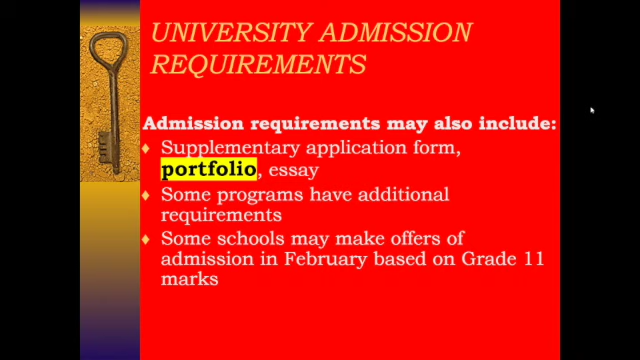 UNIVERSITY ADMISSION
REQUIREMENTS
Admission requirements may also include:
Supplementary application form,
portfolio, essay
Some programs have additional
requirements
Some schools may make offers of
admission in February based on Grade 11
marks